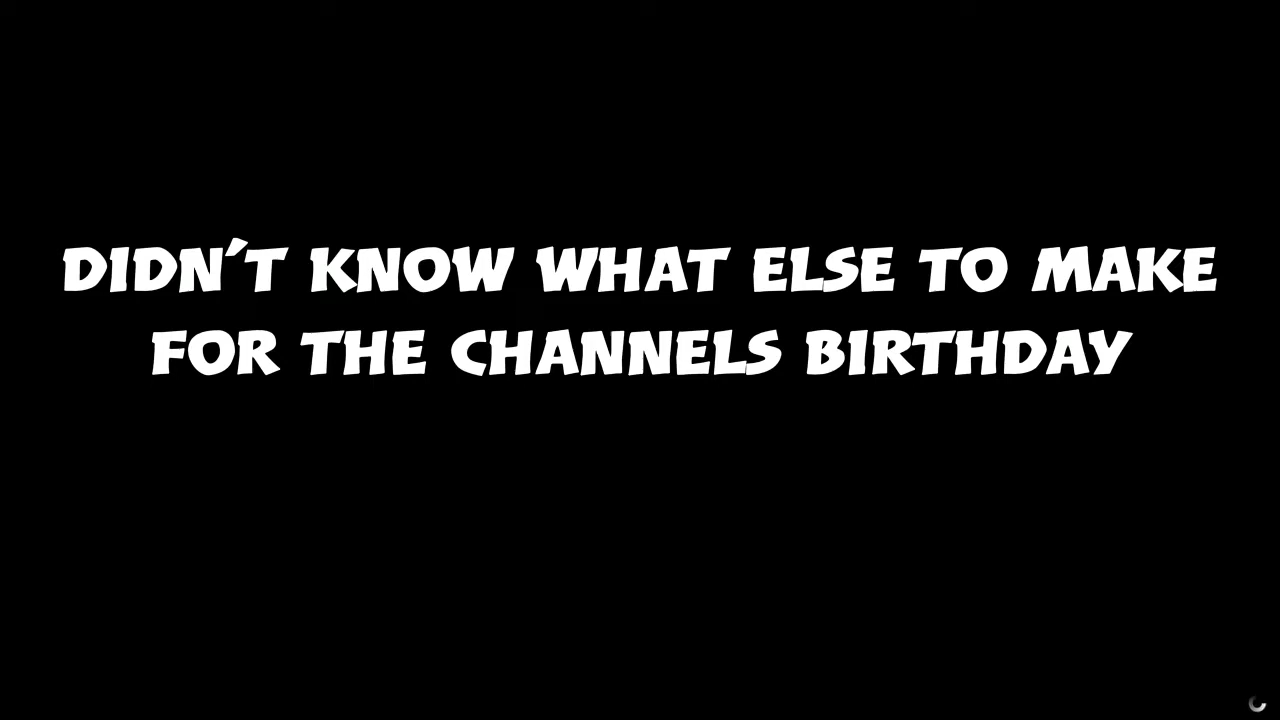 DIDN'T KNOW WHAT ELSE TO MAKE
FOR THE CHANNELS BIRTHDAY